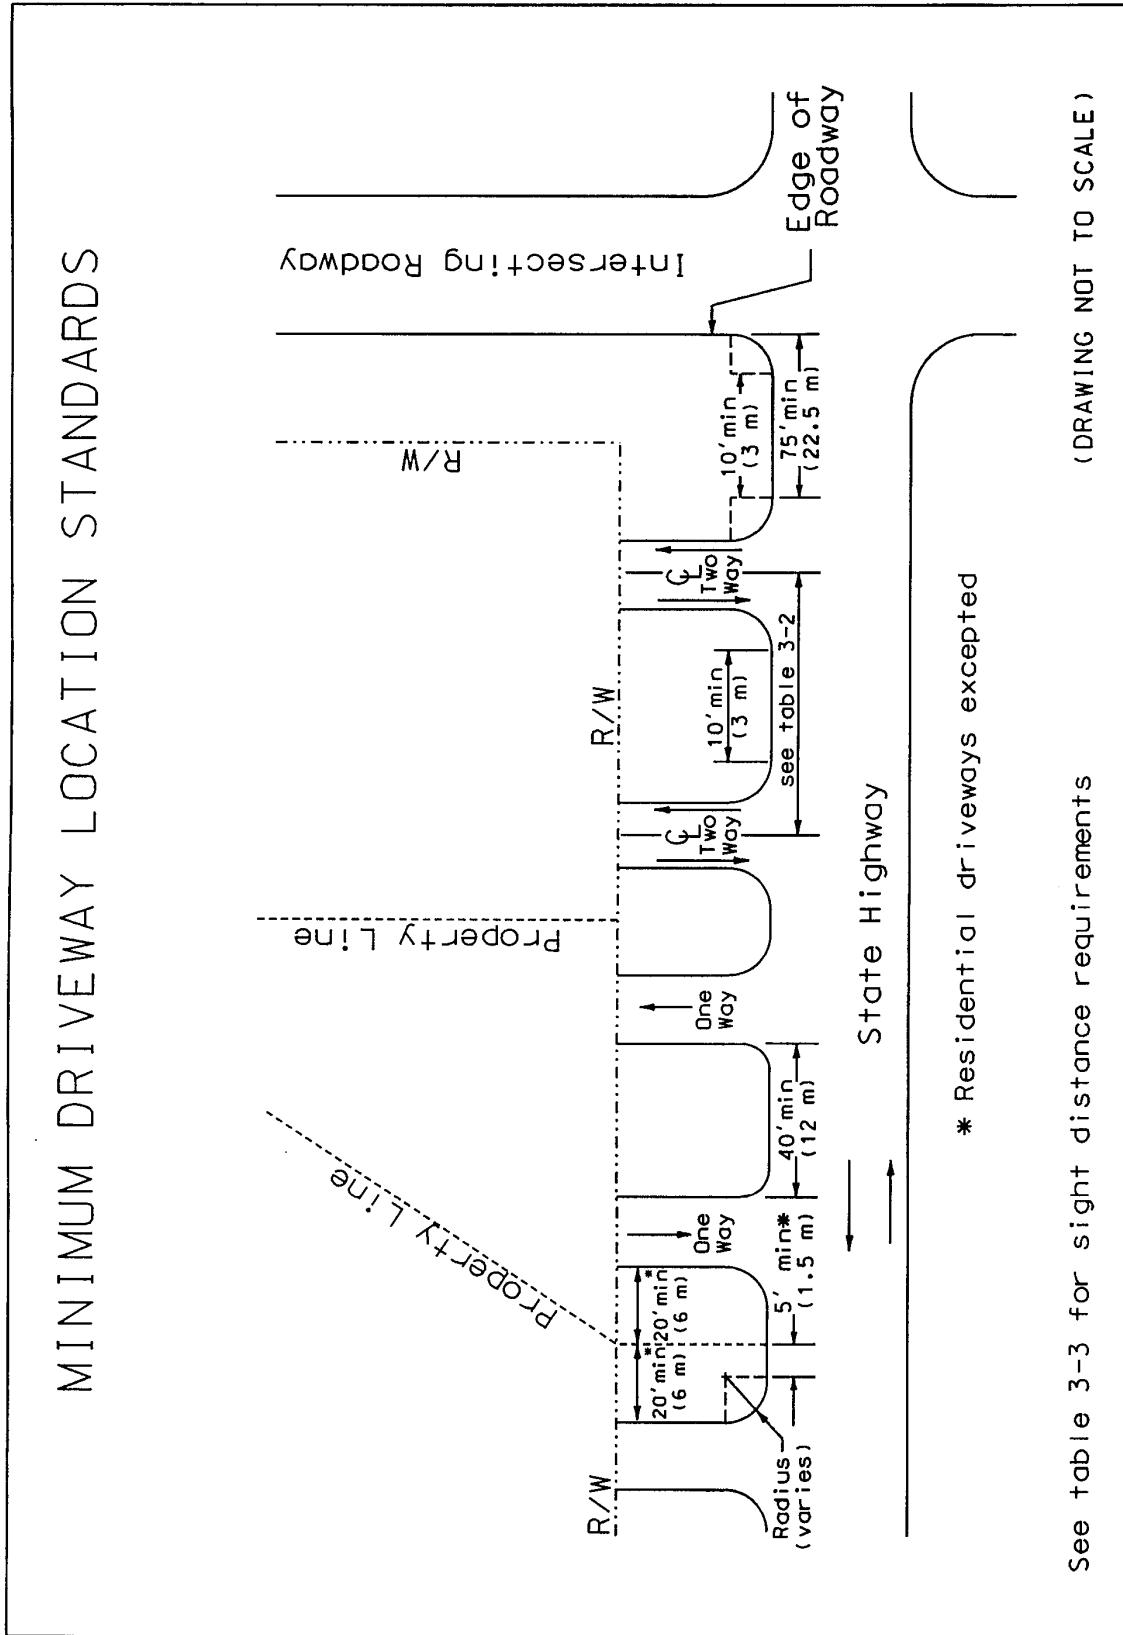 MINIMUM DRIVEWAY LOCATION STANDARDS
Property Line
Property Line
R/W
Intersecting Roadway
R/W
R/W
20'min*
(6 m)
20'min*
(6 m)
One
Way
One
Way
CL
Two
Way
CL
Two
Way
10'min
(3 m)
10'min
(3 m)
Edge of
Roadway
Radius
(varies)
5' min*
(1.5 m)
40'min
(12 m)
see table 3-2
75'min
(22.5 m)
State Highway
* Residential driveways excepted
See table 3-3 for sight distance requirements
(DRAWING NOT TO SCALE)